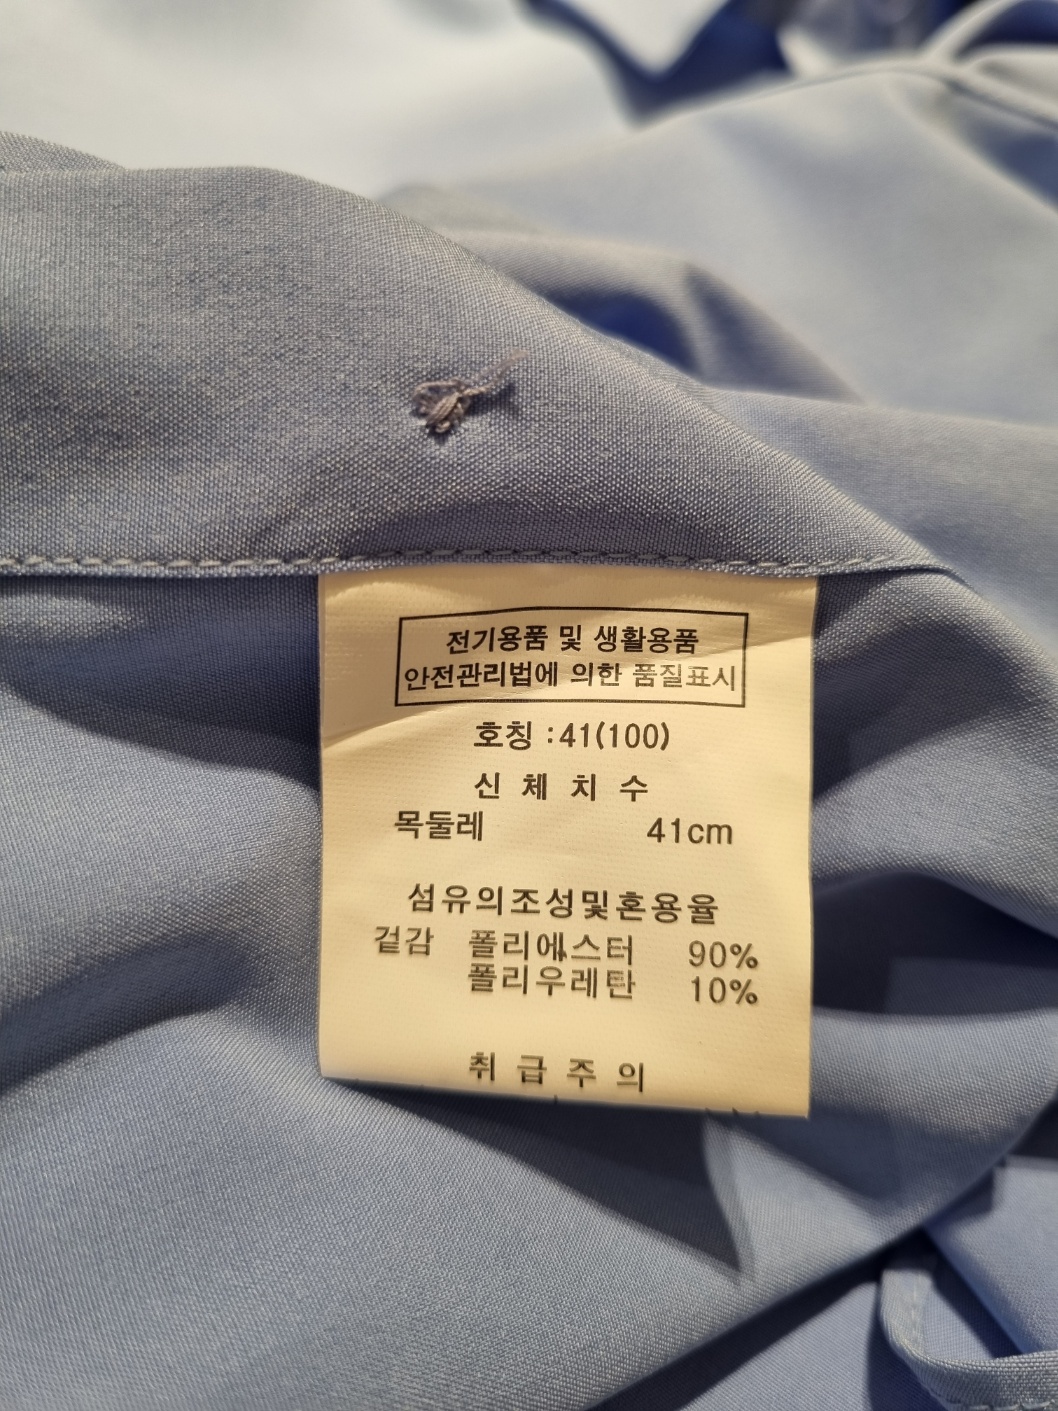 전기용품 및 생활용품
안전관리법에 의한 품질표시
호칭 :41(100)
신 체 치 수
목둘레 41cm
섬유의조성및혼용율
겉감 폴리에스터 90%
폴리우레탄 10%
취 급 주 의